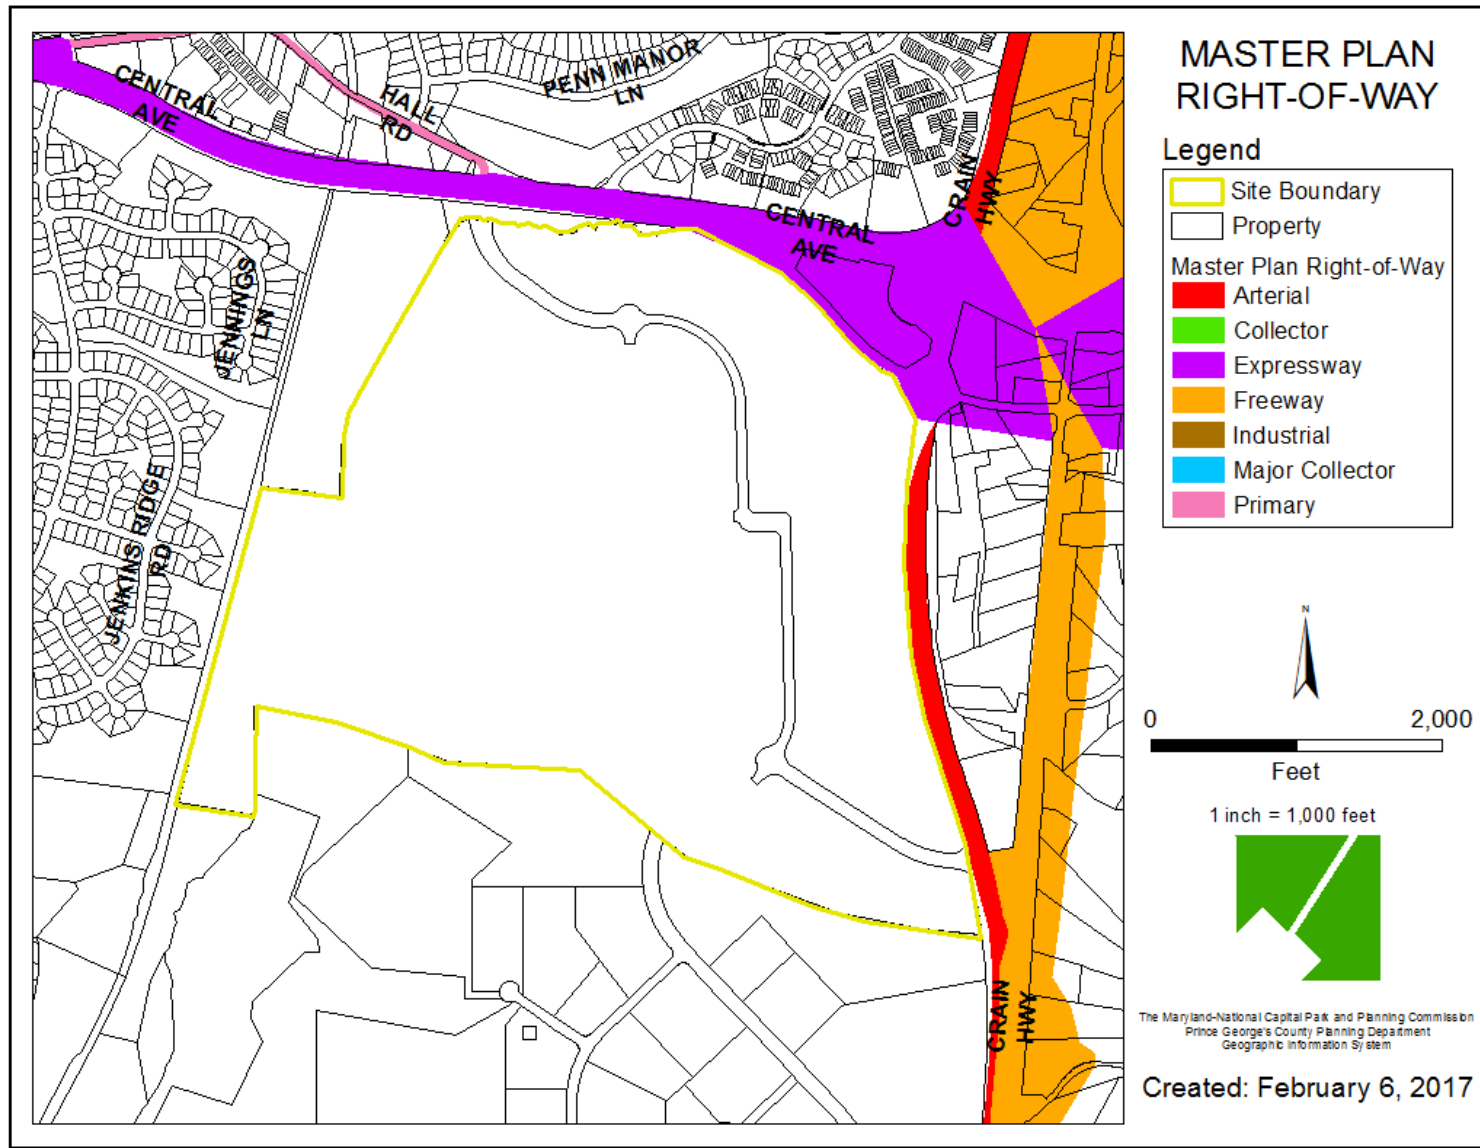 MASTER PLAN
RIGHT-OF-WAY
Legend
Site Boundary
Property
Master Plan Right-of-Way
Arterial
Collector
Expressway
Freeway
Industrial
Major Collector
Primary
N
0 2,000
Feet
1 inch = 1,000 feet
The Maryland-National Capital Park and Planning Commission
Prince George's County Planning Department
Geographic Information System
Created: February 6, 2017
CENTRAL
AVE
HALL
RD
PENN MANOR
LN
CRAIN
HWY
CENTRAL
AVE
JENNINGS
LN
JENKINS RIDGE
RD
CRAIN
HWY